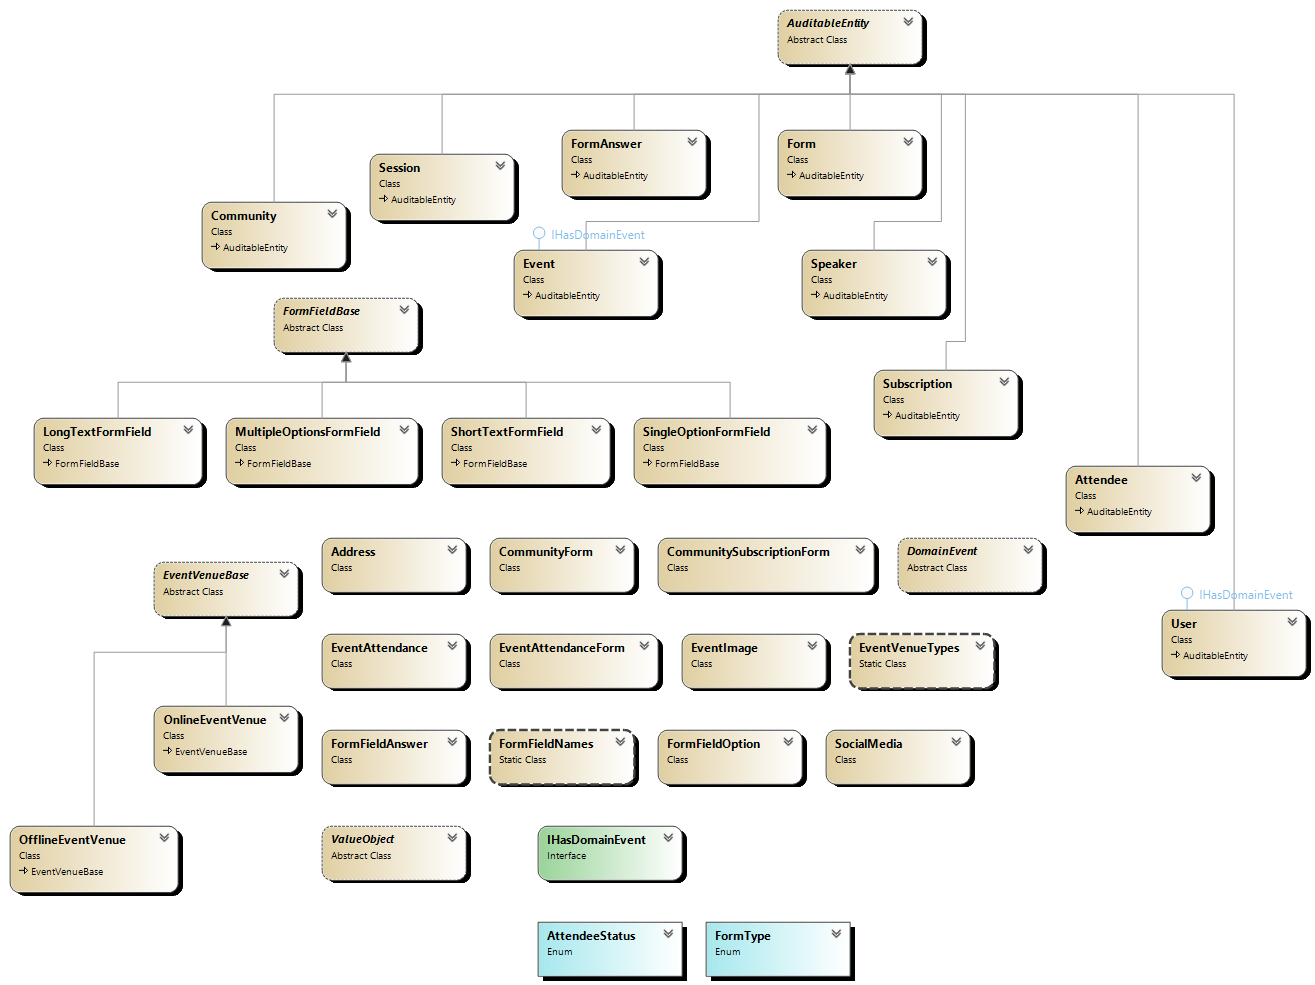 AuditableEntity
Abstract Class
FormAnswer
Class
AuditableEntity
Form
Class
AuditableEntity
Session
Class
AuditableEntity
Community
Class
AuditableEntity
IHasDomainEvent
Event
Class
AuditableEntity
Speaker
Class
AuditableEntity
FormFieldBase
Abstract Class
Subscription
Class
AuditableEntity
LongTextFormField
Class
FormFieldBase
MultipleOptionsFormField
Class
FormFieldBase
ShortTextFormField
Class
FormFieldBase
SingleOptionFormField
Class
FormFieldBase
Attendee
Class
AuditableEntity
Address
Class
CommunityForm
Class
CommunitySubscriptionForm
Class
DomainEvent
Abstract Class
EventVenueBase
Abstract Class
IHasDomainEvent
User
Class
AuditableEntity
EventAttendance
Class
EventAttendanceForm
Class
EventImage
Class
EventVenueTypes
Static Class
OnlineEventVenue
Class
EventVenueBase
FormFieldAnswer
Class
FormFieldNames
Static Class
FormFieldOption
Class
SocialMedia
Class
OfflineEventVenue
Class
EventVenueBase
ValueObject
Abstract Class
IHasDomainEvent
Interface
AttendeeStatus
Enum
FormType
Enum